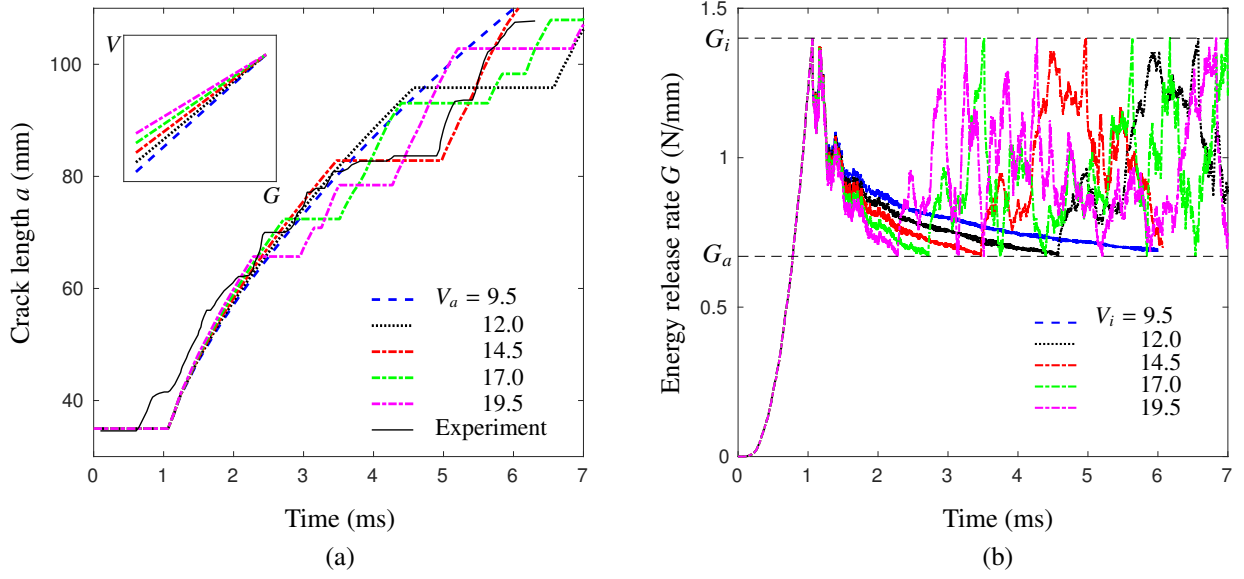 V
G
Crack length a (mm)
100
80
60
40
V_a = 9.5
12.0
14.5
17.0
19.5
Experiment
0 1 2 3 4 5 6 7
Time (ms)
(a)
Energy release rate G (N/mm)
1.5
G_i
1
G_a
0.5
0
V_i = 9.5
12.0
14.5
17.0
19.5
0 1 2 3 4 5 6 7
Time (ms)
(b)